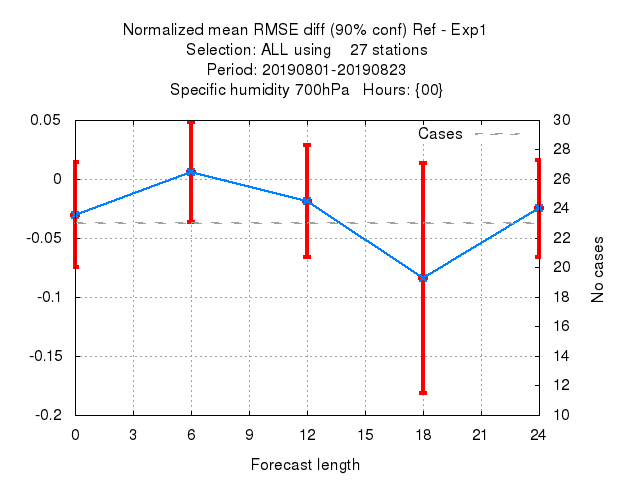 Normalized mean RMSE diff (90% conf) Ref - Exp1
Selection: ALL using    27 stations
Period: 20190801-20190823
Specific humidity 700hPa   Hours: {00}
Cases
0.05
0
-0.05
-0.1
-0.15
-0.2
30
28
26
24
22
20
18
16
14
12
10
No cases
0 3 6 9 12 15 18 21 24
Forecast length